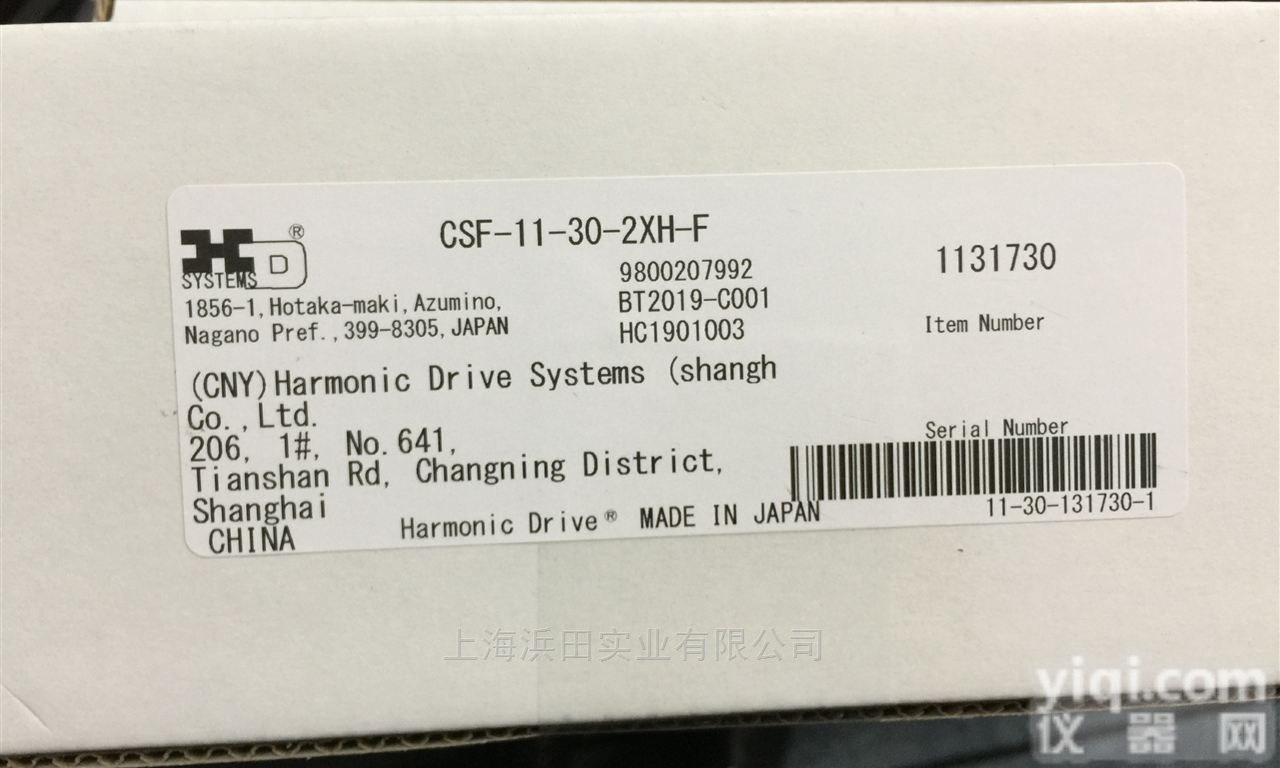 CSF-11-30-2XH-F
H D ®
SYSTEMS
9800207992
1131730
1856-1, Hotaka-maki, Azumino,
BT2019-C001
Nagano Pref., 399-8305, JAPAN
HC1901003
Item Number
(CNY)Harmonic Drive Systems (shangh
Co., Ltd.
206, 1#, No.641,
Tianshan Rd, Changning District,
Shanghai
CHINA
Serial Number
11-30-131730-1
Harmonic Drive® MADE IN JAPAN
上海浜田实业有限公司
yiqi.com
仪器网